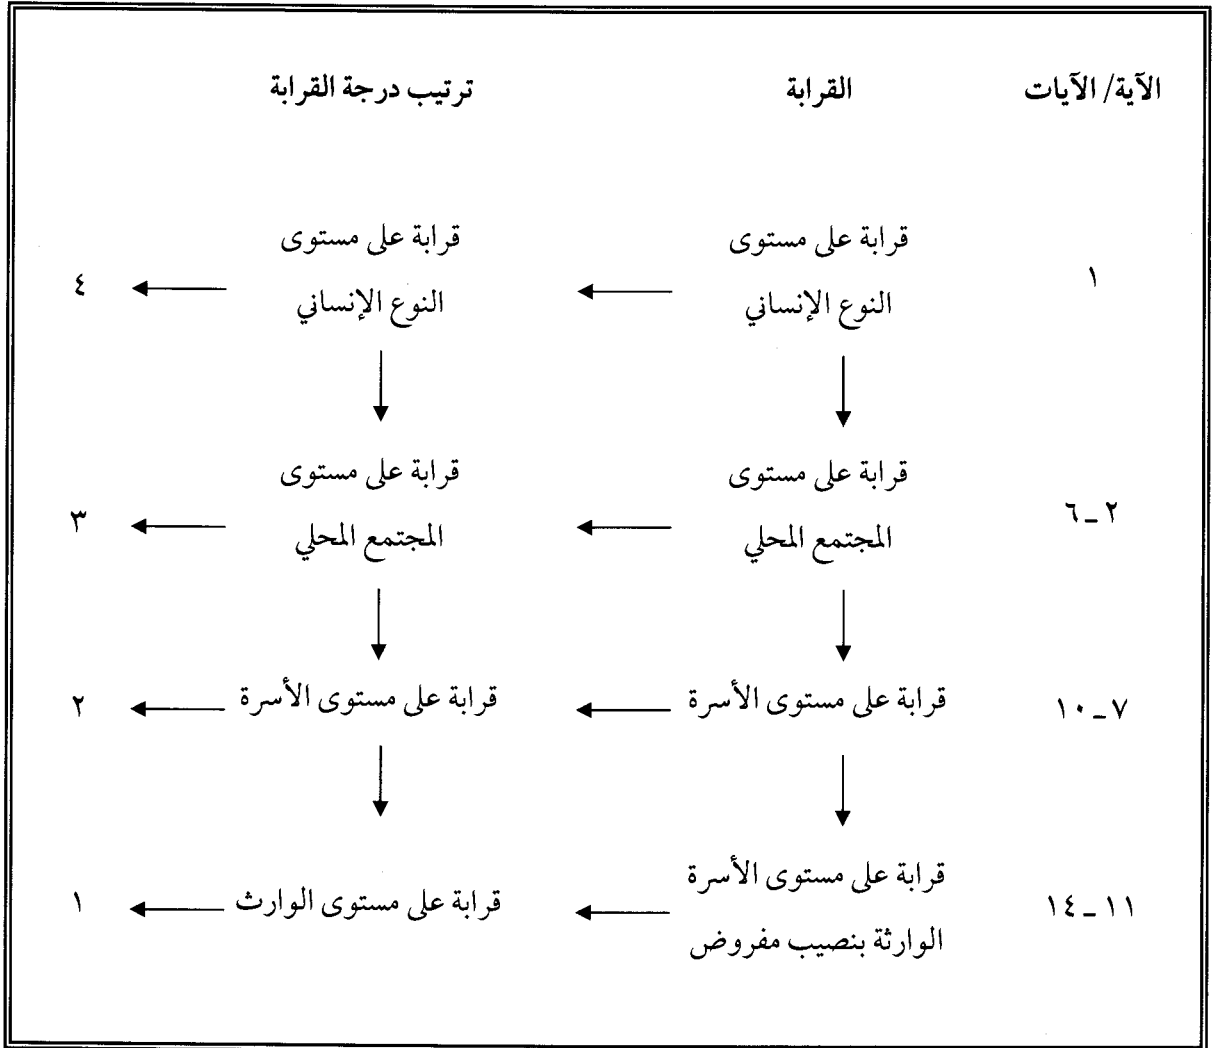 الآية/ الآيات القرابة ترتيب درجة القرابة
قرابة على مستوى قرابة على مستوى
١ ٤
النوع الإنساني النوع الإنساني
قرابة على مستوى قرابة على مستوى
٢ ـ ٦ ٣
المجتمع المحلي المجتمع المحلي
٧ ـ ١٠ قرابة على مستوى الأسرة قرابة على مستوى الأسرة ٢
قرابة على مستوى الأسرة
١١ ـ ١٤ قرابة على مستوى الوارث ١
الوارثة بنصيب مفروض